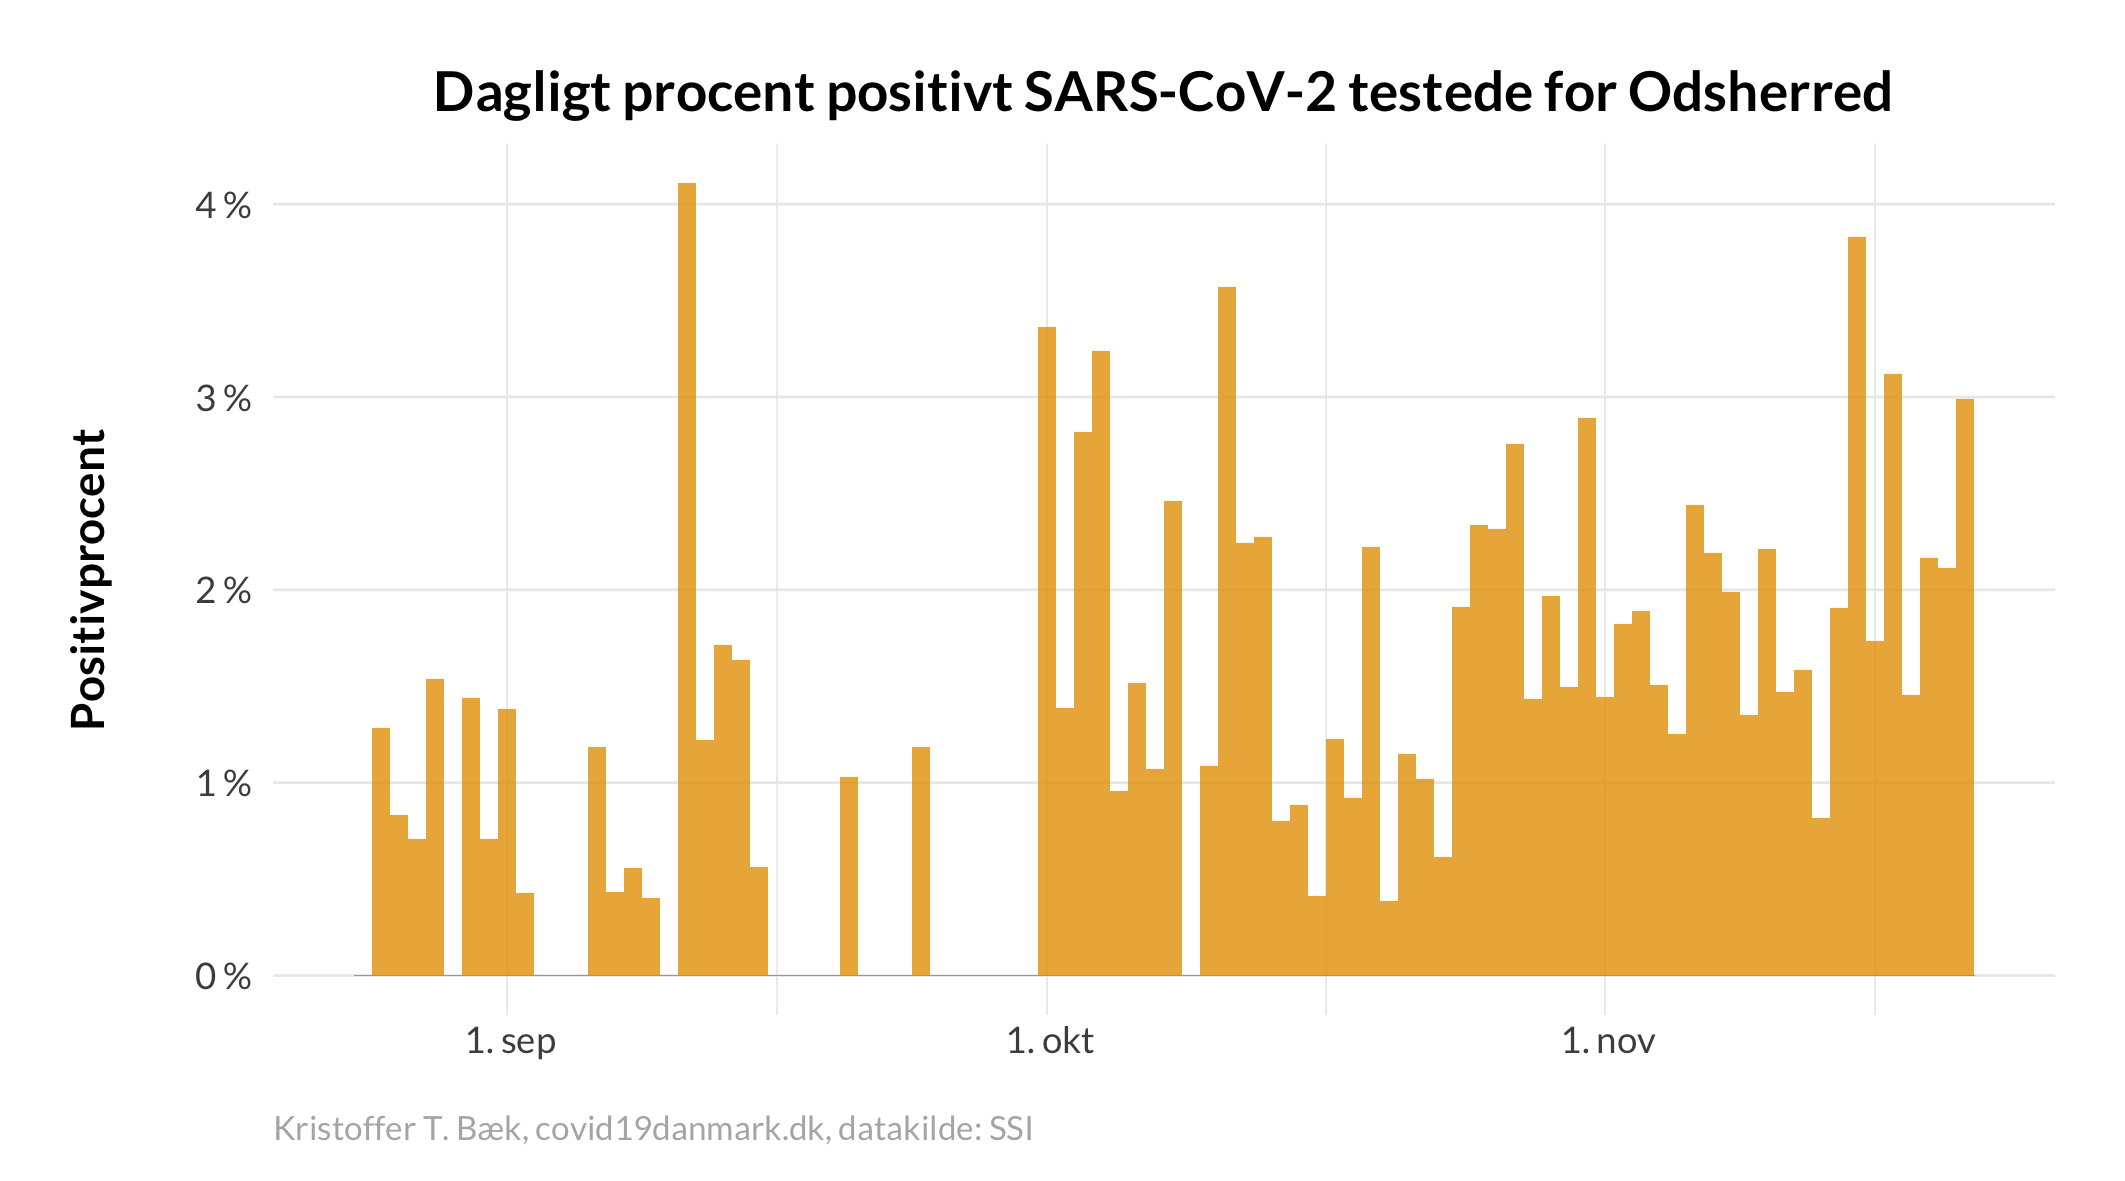 Dagligt procent positivt SARS-CoV-2 testede for Odsherred
Positivprocent
4 %
3 %
2 %
1 %
0 %
1. sep
1. okt
1. nov
Kristoffer T. Bæk, covid19danmark.dk, datakilde: SSI